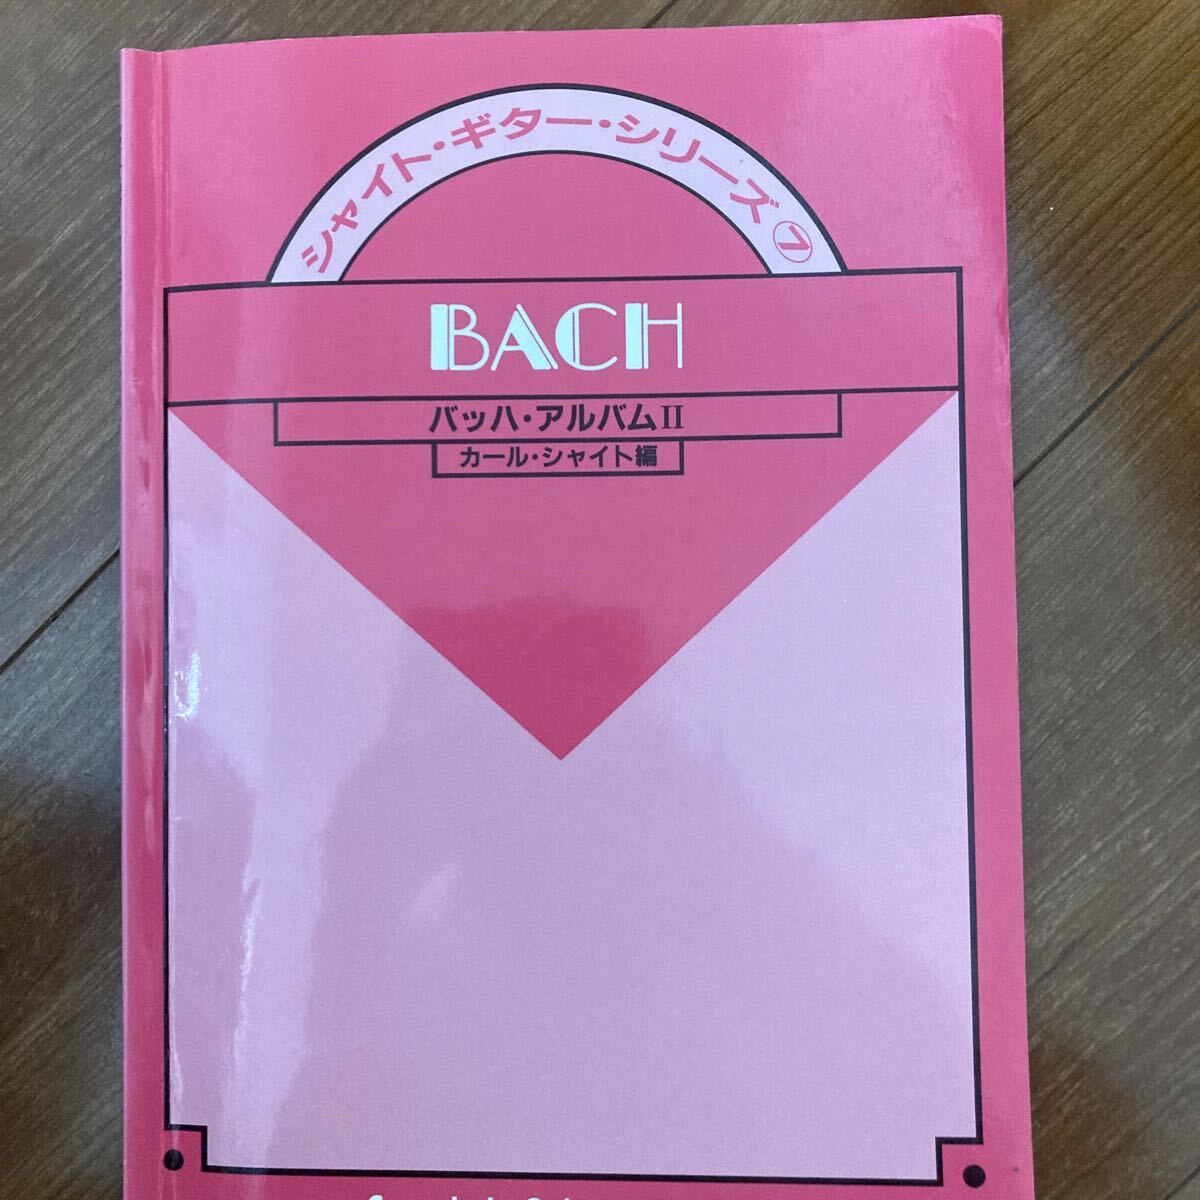 シャイト・ギター・シリーズ⑦
BACH
バッハ・アルバムⅡ
カール・シャイト編